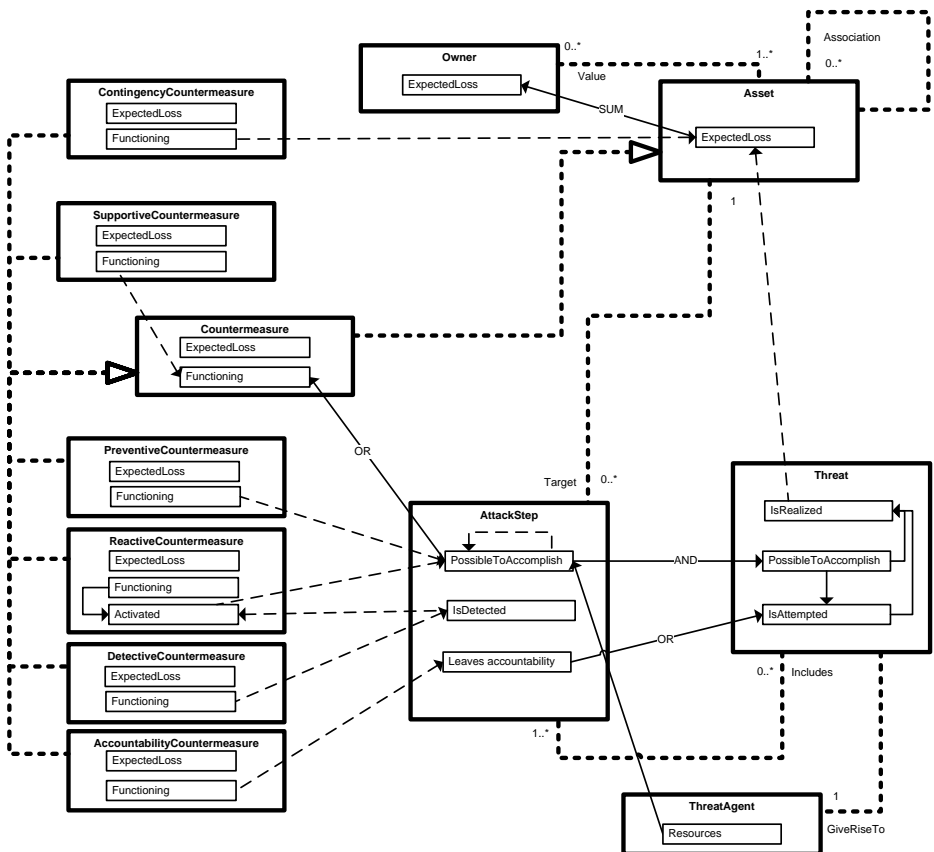 Owner
ExpectedLoss
0..*
Value
1..*
Association
0..*
Asset
ExpectedLoss
SUM
1
ContingencyCountermeasure
ExpectedLoss
Functioning
SupportiveCountermeasure
ExpectedLoss
Functioning
Countermeasure
ExpectedLoss
Functioning
OR
PreventiveCountermeasure
ExpectedLoss
Functioning
ReactiveCountermeasure
ExpectedLoss
Functioning
Activated
DetectiveCountermeasure
ExpectedLoss
Functioning
AccountabilityCountermeasure
ExpectedLoss
Functioning
Target
0..*
AttackStep
PossibleToAccomplish
IsDetected
Leaves accountability
1..*
AND
OR
Threat
IsRealized
PossibleToAccomplish
IsAttempted
0..*
Includes
1
GiveRiseTo
ThreatAgent
Resources